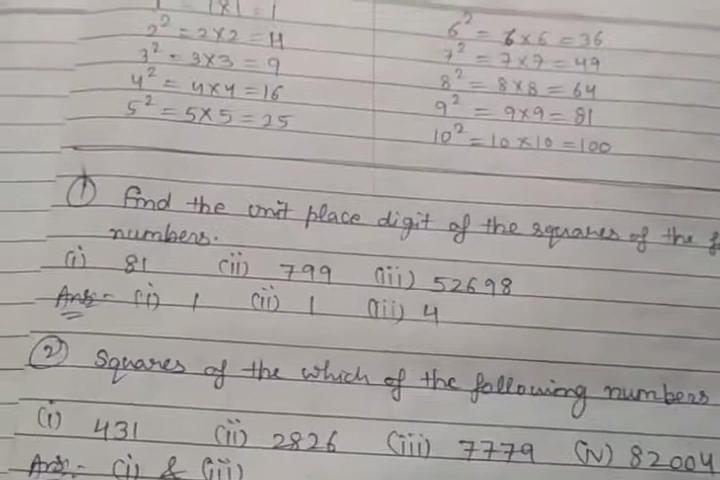 = 1×1 = 1
2² = 2×2 = 4
3² = 3×3 = 9
4² = 4×4 = 16
5² = 5×5 = 25
6² = 6×6 = 36
7² = 7×7 = 49
8² = 8×8 = 64
9² = 9×9 = 81
10² = 10×10 = 100
① find the unit place digit of the squares of the
numbers.
(i) 81 (ii) 799 (iii) 52698
Ans:- (i) 1 (ii) 1 (iii) 4
② Squares of the which of the following numbers
(i) 431 (ii) 2826 (iii) 7779 (iv) 82004
Ans:- (i) & (iii)